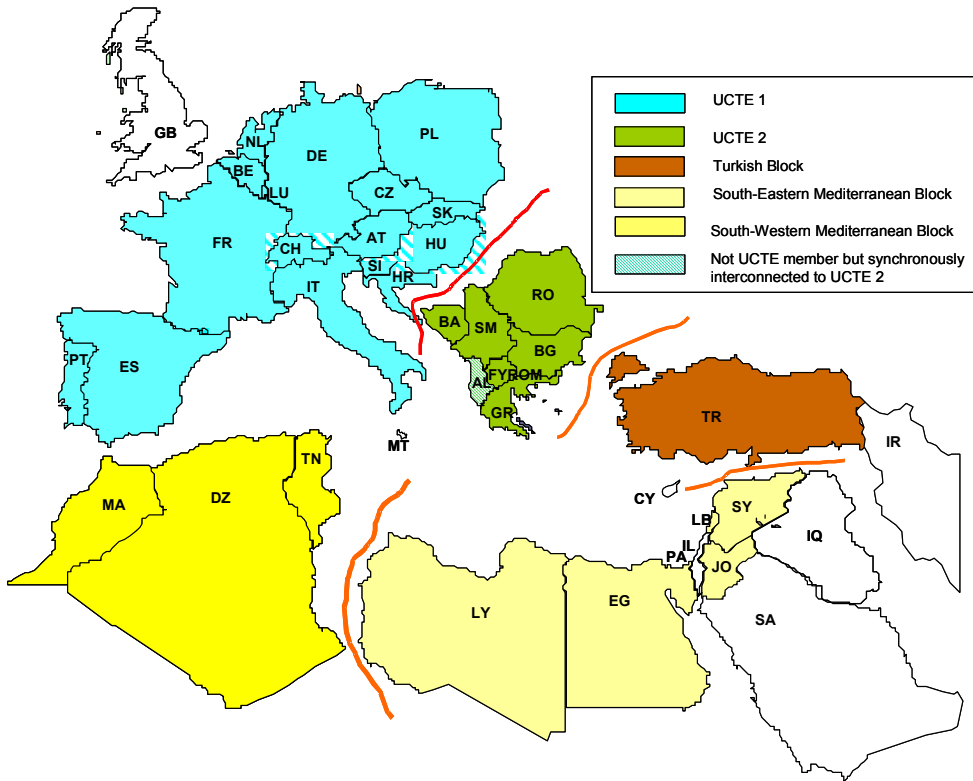 UCTE 1
UCTE 2
Turkish Block
South-Eastern Mediterranean Block
South-Western Mediterranean Block
Not UCTE member but synchronously
interconnected to UCTE 2
GB
NL
DE
PL
BE
LU
CZ
SK
FR
CH
AT
HU
SI
HR
IT
RO
BA
SM
BG
PT
ES
AL
FYROM
GR
TR
IR
MT
TN
MA
DZ
CY
SY
LB
IL
IQ
PA
JO
LY
EG
SA